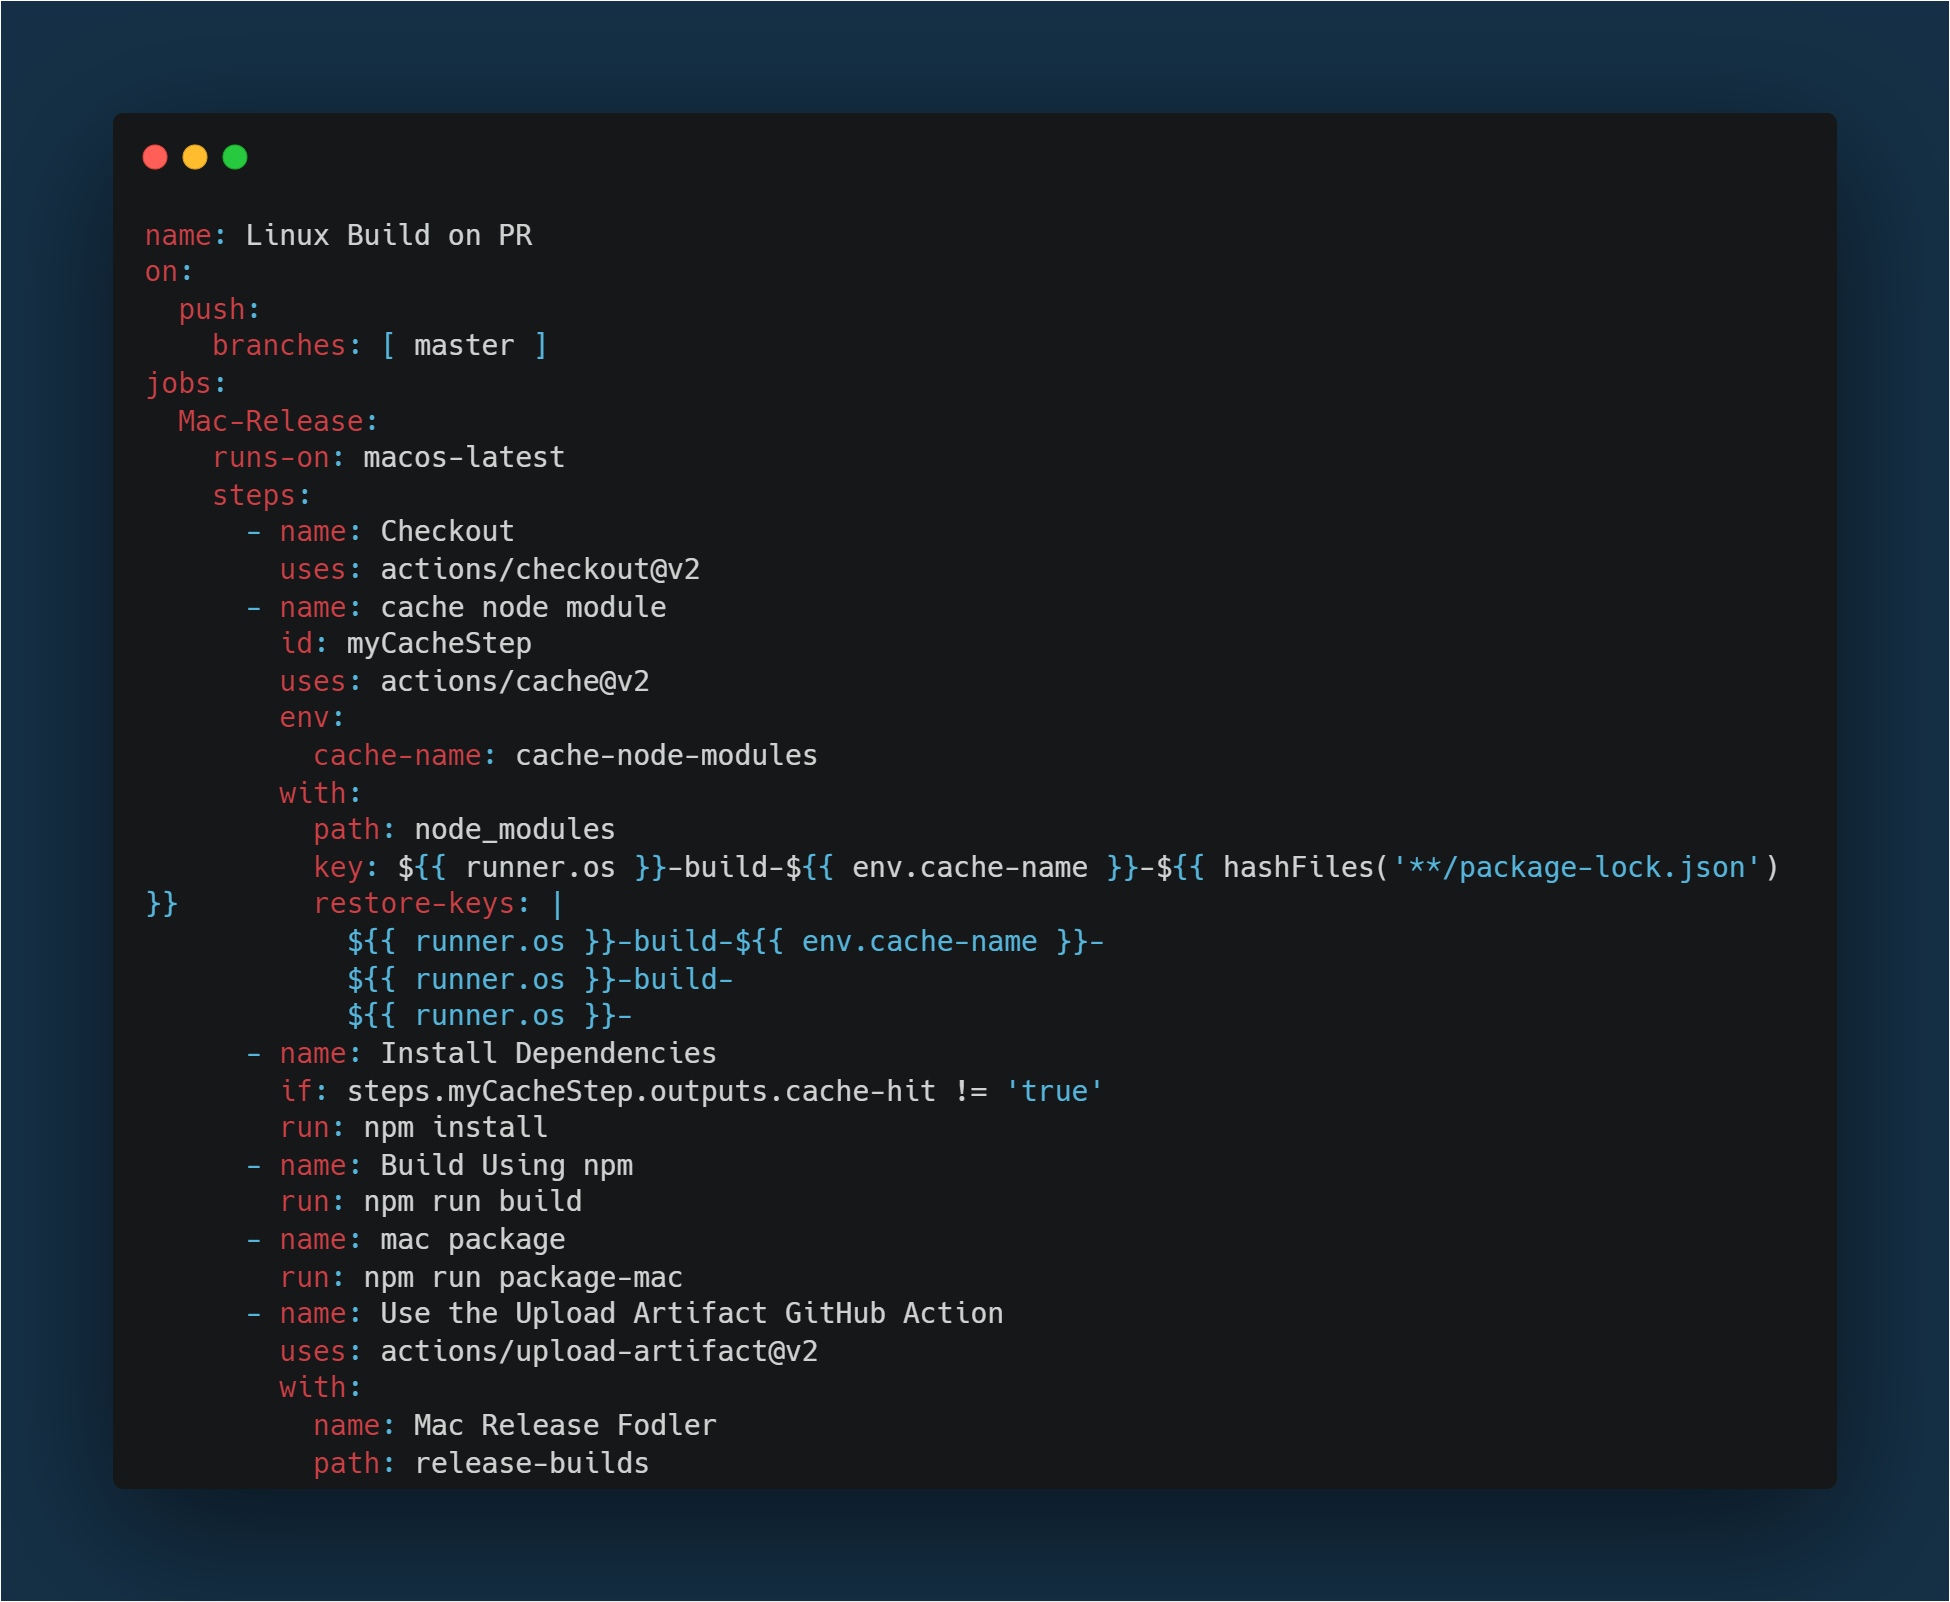 name: Linux Build on PR
on:
  push:
    branches: [ master ]
jobs:
  Mac-Release:
    runs-on: macos-latest
    steps:
      - name: Checkout
        uses: actions/checkout@v2
      - name: cache node module
        id: myCacheStep
        uses: actions/cache@v2
        env:
          cache-name: cache-node-modules
        with:
          path: node_modules
          key: ${{ runner.os }}-build-${{ env.cache-name }}-${{ hashFiles('**/package-lock.json')
}}        restore-keys: |
            ${{ runner.os }}-build-${{ env.cache-name }}-
            ${{ runner.os }}-build-
            ${{ runner.os }}-
      - name: Install Dependencies
        if: steps.myCacheStep.outputs.cache-hit != 'true'
        run: npm install
      - name: Build Using npm
        run: npm run build
      - name: mac package
        run: npm run package-mac
      - name: Use the Upload Artifact GitHub Action
        uses: actions/upload-artifact@v2
        with:
          name: Mac Release Fodler
          path: release-builds